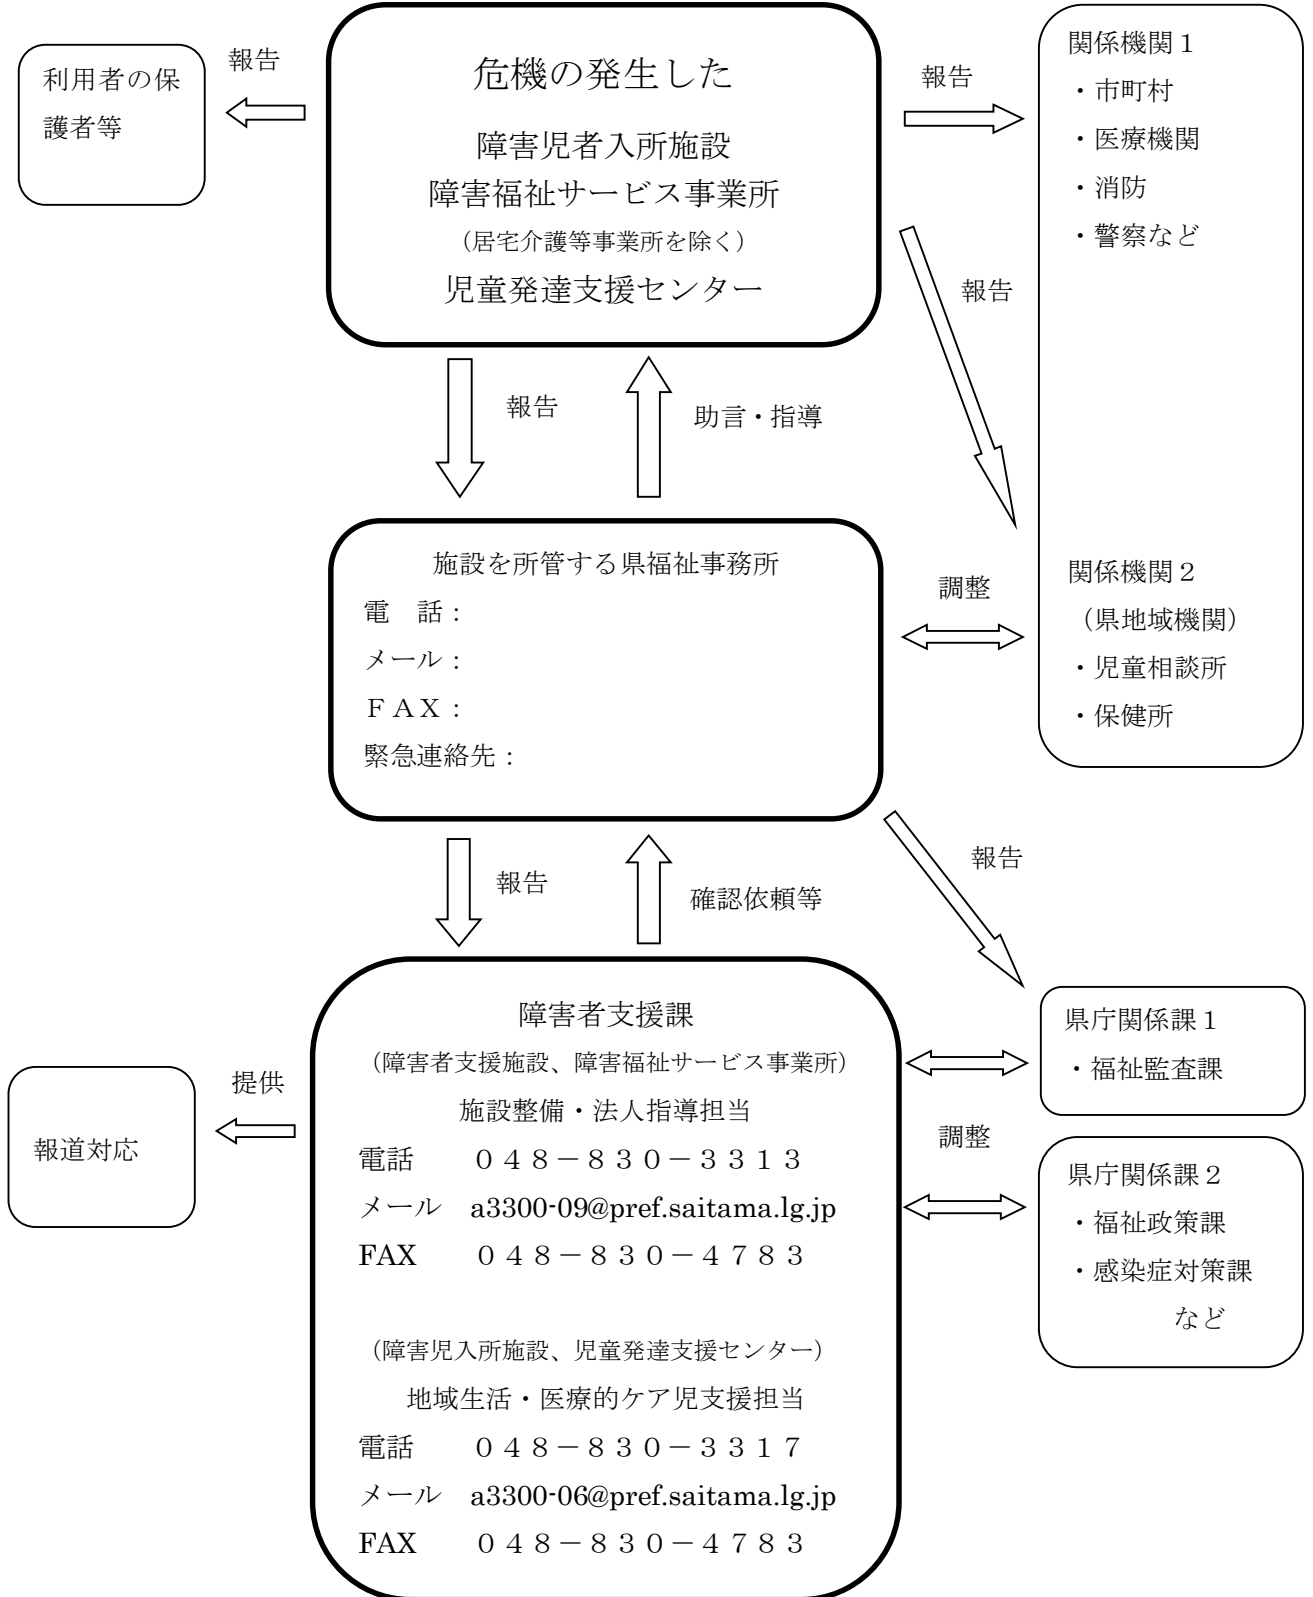 報告
利用者の保
護者等
危機の発生した
障害児者入所施設
障害福祉サービス事業所
（居宅介護等事業所を除く）
児童発達支援センター
報告
関係機関１
・市町村
・医療機関
・消防
・警察など
報告
報告
助言・指導
施設を所管する県福祉事務所
電　話：
メール：
ＦＡＸ：
緊急連絡先：
調整
関係機関２
（県地域機関）
・児童相談所
・保健所
報告
確認依頼等
報告
障害者支援課
（障害者支援施設、障害福祉サービス事業所）
施設整備・法人指導担当
電話　　０４８－８３０－３３１３
メール　a3300-09@pref.saitama.lg.jp
FAX　　０４８－８３０－４７８３
（障害児入所施設、児童発達支援センター）
地域生活・医療的ケア児支援担当
電話　　０４８－８３０－３３１７
メール　a3300-06@pref.saitama.lg.jp
FAX　　０４８－８３０－４７８３
提供
報道対応
県庁関係課１
・福祉監査課
調整
県庁関係課２
・福祉政策課
・感染症対策課
など